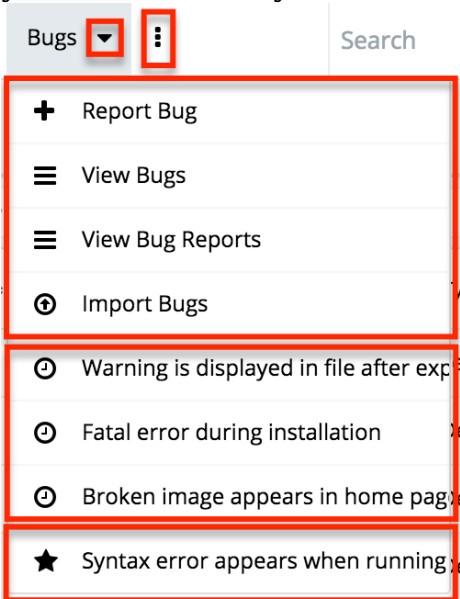 Bugs
Search
Report Bug
View Bugs
View Bug Reports
Import Bugs
Warning is displayed in file after exp
Fatal error during installation
Broken image appears in home pag
Syntax error appears when running